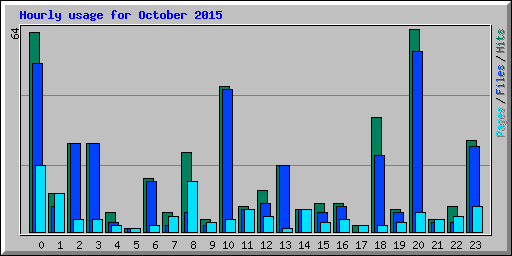 Hourly usage for October 2015
64
Pages/Files/Hits
0 1 2 3 4 5 6 7 8 9 10 11 12 13 14 15 16 17 18 19 20 21 22 23